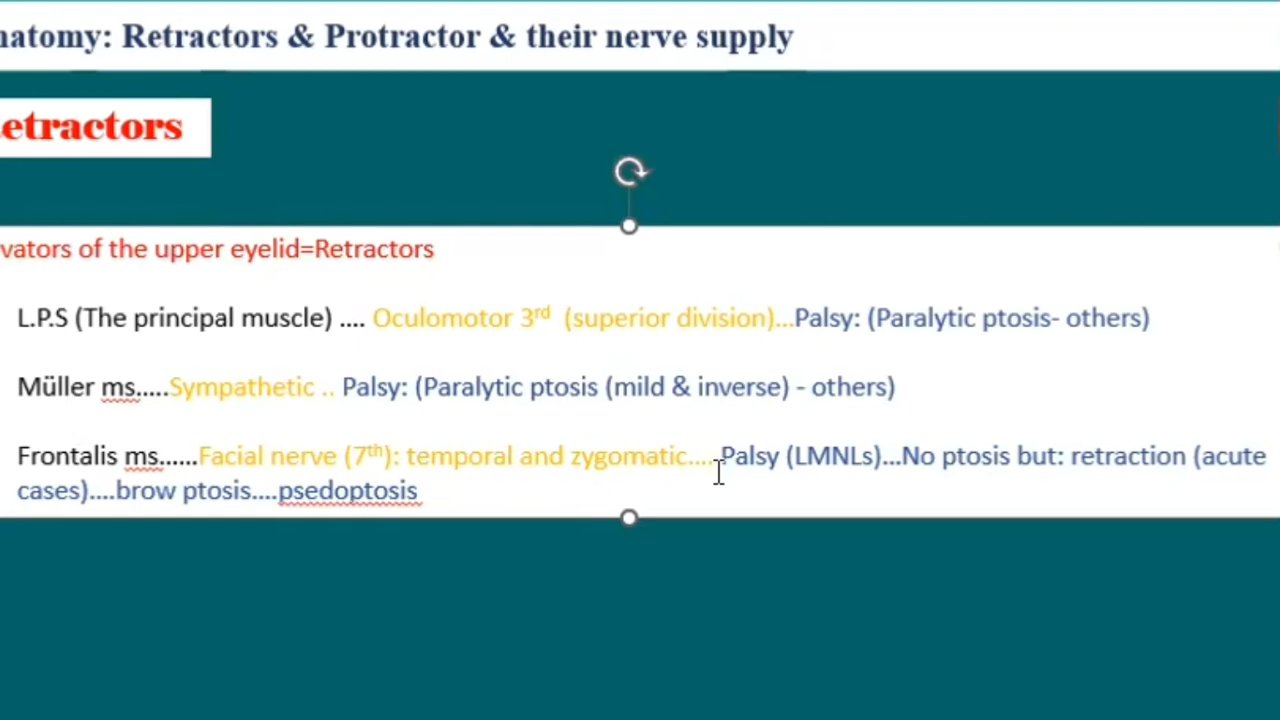 natomy: Retractors & Protractor & their nerve supply
etractors
vators of the upper eyelid=Retractors
L.P.S (The principal muscle) .... Oculomotor 3rd (superior division)...Palsy: (Paralytic ptosis- others)
Müller ms.....Sympathetic .. Palsy: (Paralytic ptosis (mild & inverse) - others)
Frontalis ms......Facial nerve (7th): temporal and zygomatic.... Palsy (LMNLs)...No ptosis but: retraction (acute
cases)....brow ptosis....psedoptosis